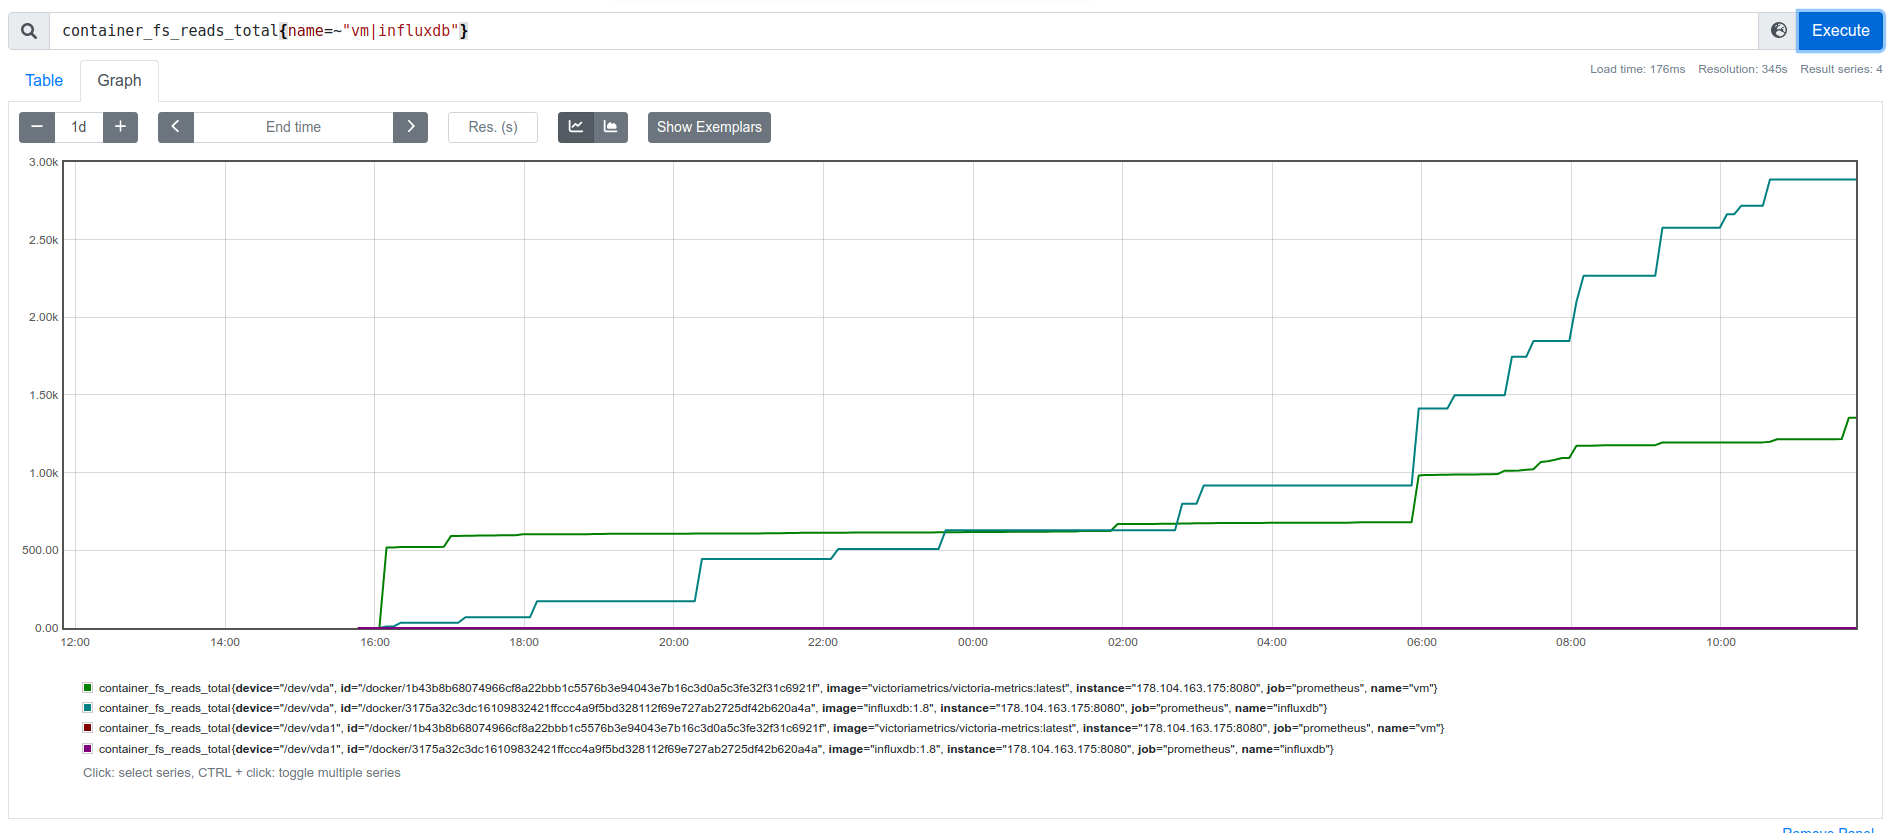 container_fs_reads_total{name=~"vm|influxdb"}
Execute
Table
Graph
Load time: 176ms Resolution: 345s Result series: 4
1d
End time
Res. (s)
Show Exemplars
3.00k
2.50k
2.00k
1.50k
1.00k
500.00
0.00
12:00 14:00 16:00 18:00 20:00 22:00 00:00 02:00 04:00 06:00 08:00 10:00
container_fs_reads_total{device="/dev/vda", id="/docker/1b43b8b68074966cf8a22bbb1c5576b3e94043e7b16c3d0a5c3fe32f31c6921f", image="victoriametrics/victoria-metrics:latest", instance="178.104.163.175:8080", job="prometheus", name="vm"}
container_fs_reads_total{device="/dev/vda", id="/docker/3175a32c3dc16109832421ffccc4a9f5bd328112f69e727ab2725df42b620a4a", image="influxdb:1.8", instance="178.104.163.175:8080", job="prometheus", name="influxdb"}
container_fs_reads_total{device="/dev/vda1", id="/docker/1b43b8b68074966cf8a22bbb1c5576b3e94043e7b16c3d0a5c3fe32f31c6921f", image="victoriametrics/victoria-metrics:latest", instance="178.104.163.175:8080", job="prometheus", name="vm"}
container_fs_reads_total{device="/dev/vda1", id="/docker/3175a32c3dc16109832421ffccc4a9f5bd328112f69e727ab2725df42b620a4a", image="influxdb:1.8", instance="178.104.163.175:8080", job="prometheus", name="influxdb"}
Click: select series, CTRL + click: toggle multiple series
Remove Panel